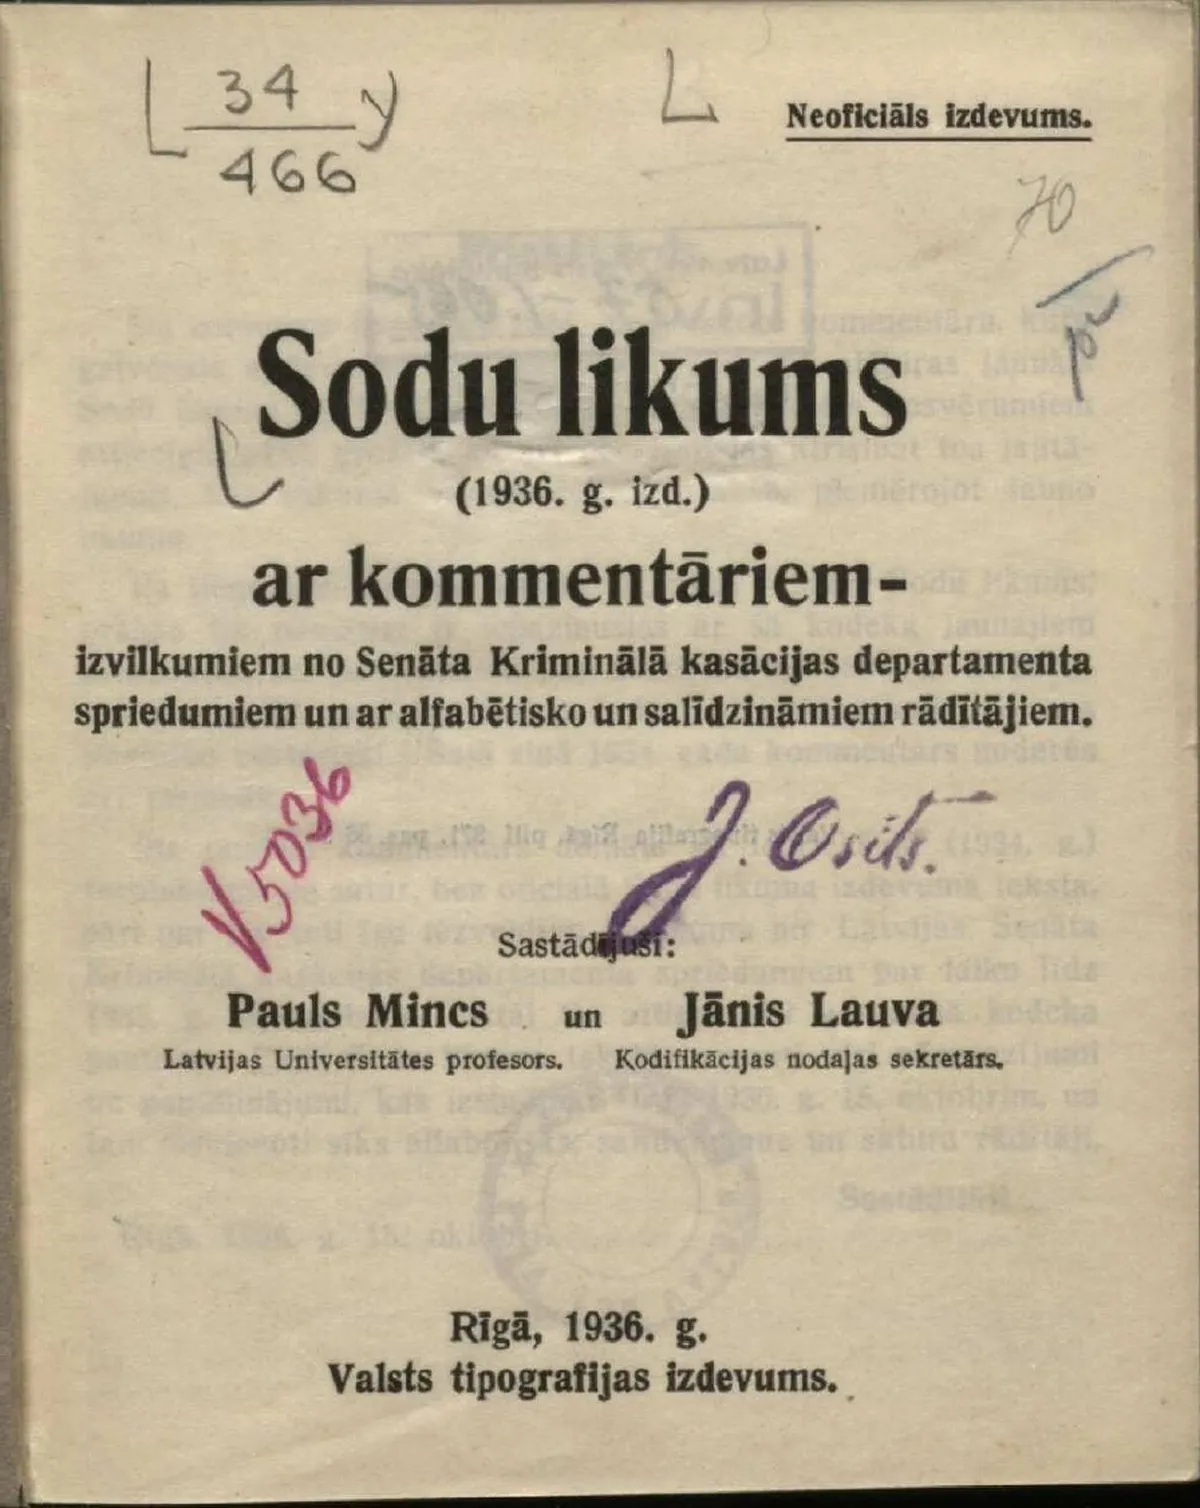 34
466
L
Neoficiāls izdevums.
70
Sodu likums
(1936. g. izd.)
ar kommentāriem-
izvilkumiem no Senāta Kriminālā kasācijas departamenta
spriedumiem un ar alfabētisko un salīdzināmiem rādītājiem.
V5036
J. Osits.
Sastādījuši:
Pauls Mincs un Jānis Lauva
Latvijas Universitātes profesors. Kodifikācijas nodaļas sekretārs.
Rīgā, 1936. g.
Valsts tipografijas izdevums.